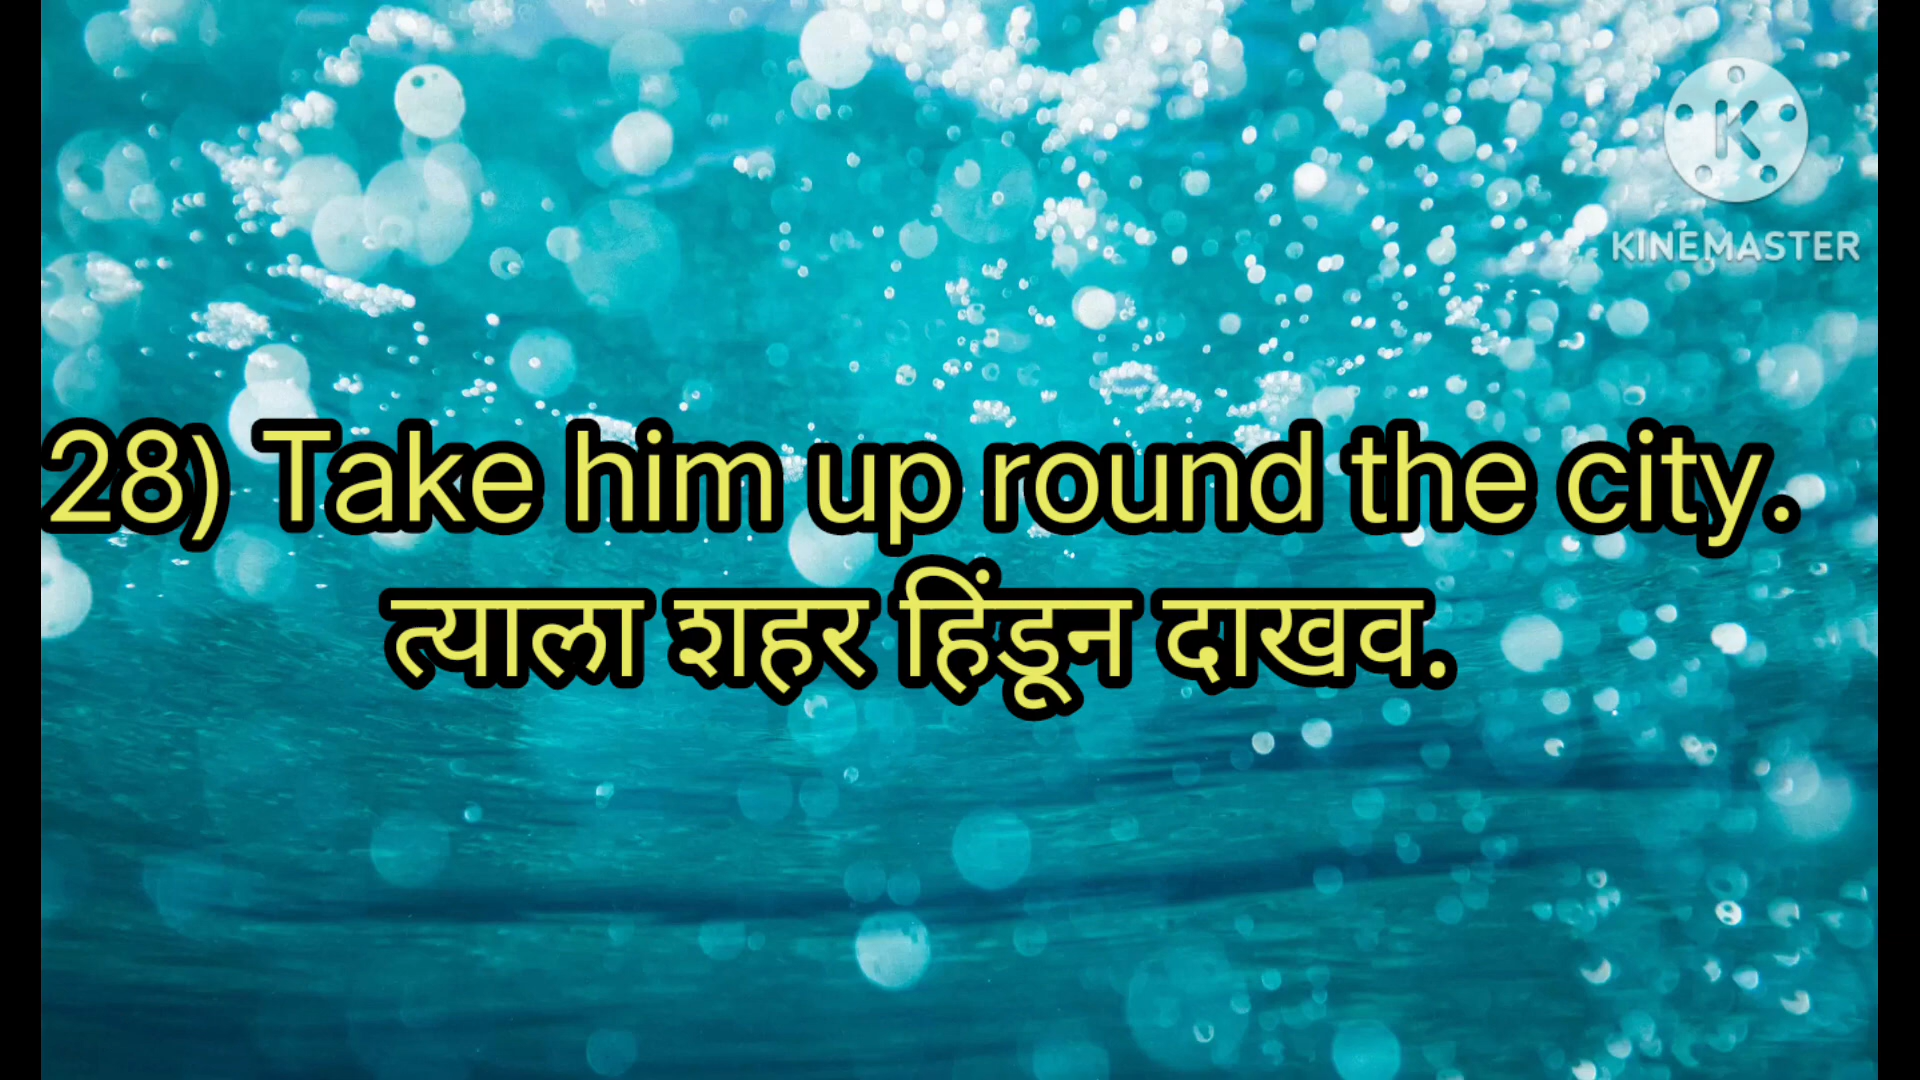 KINEMASTER
28) Take him up round the city.
त्याला शहर हिंडून दाखव.